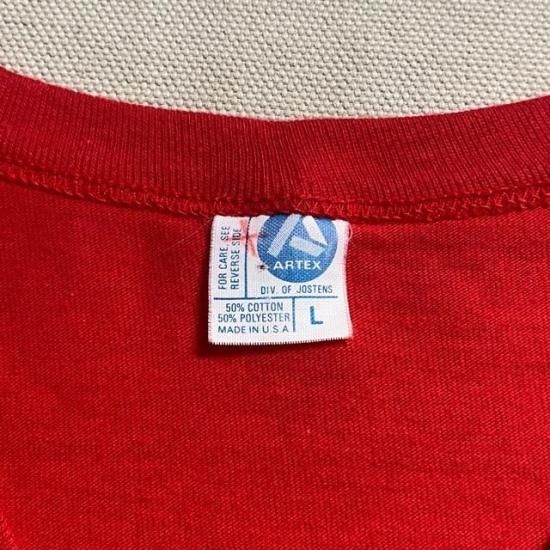 FOR CARE, SEE
REVERSE SIDE
ARTEX
DIV. OF JOSTENS
50% COTTON
50% POLYESTER
MADE IN U.S.A.
L